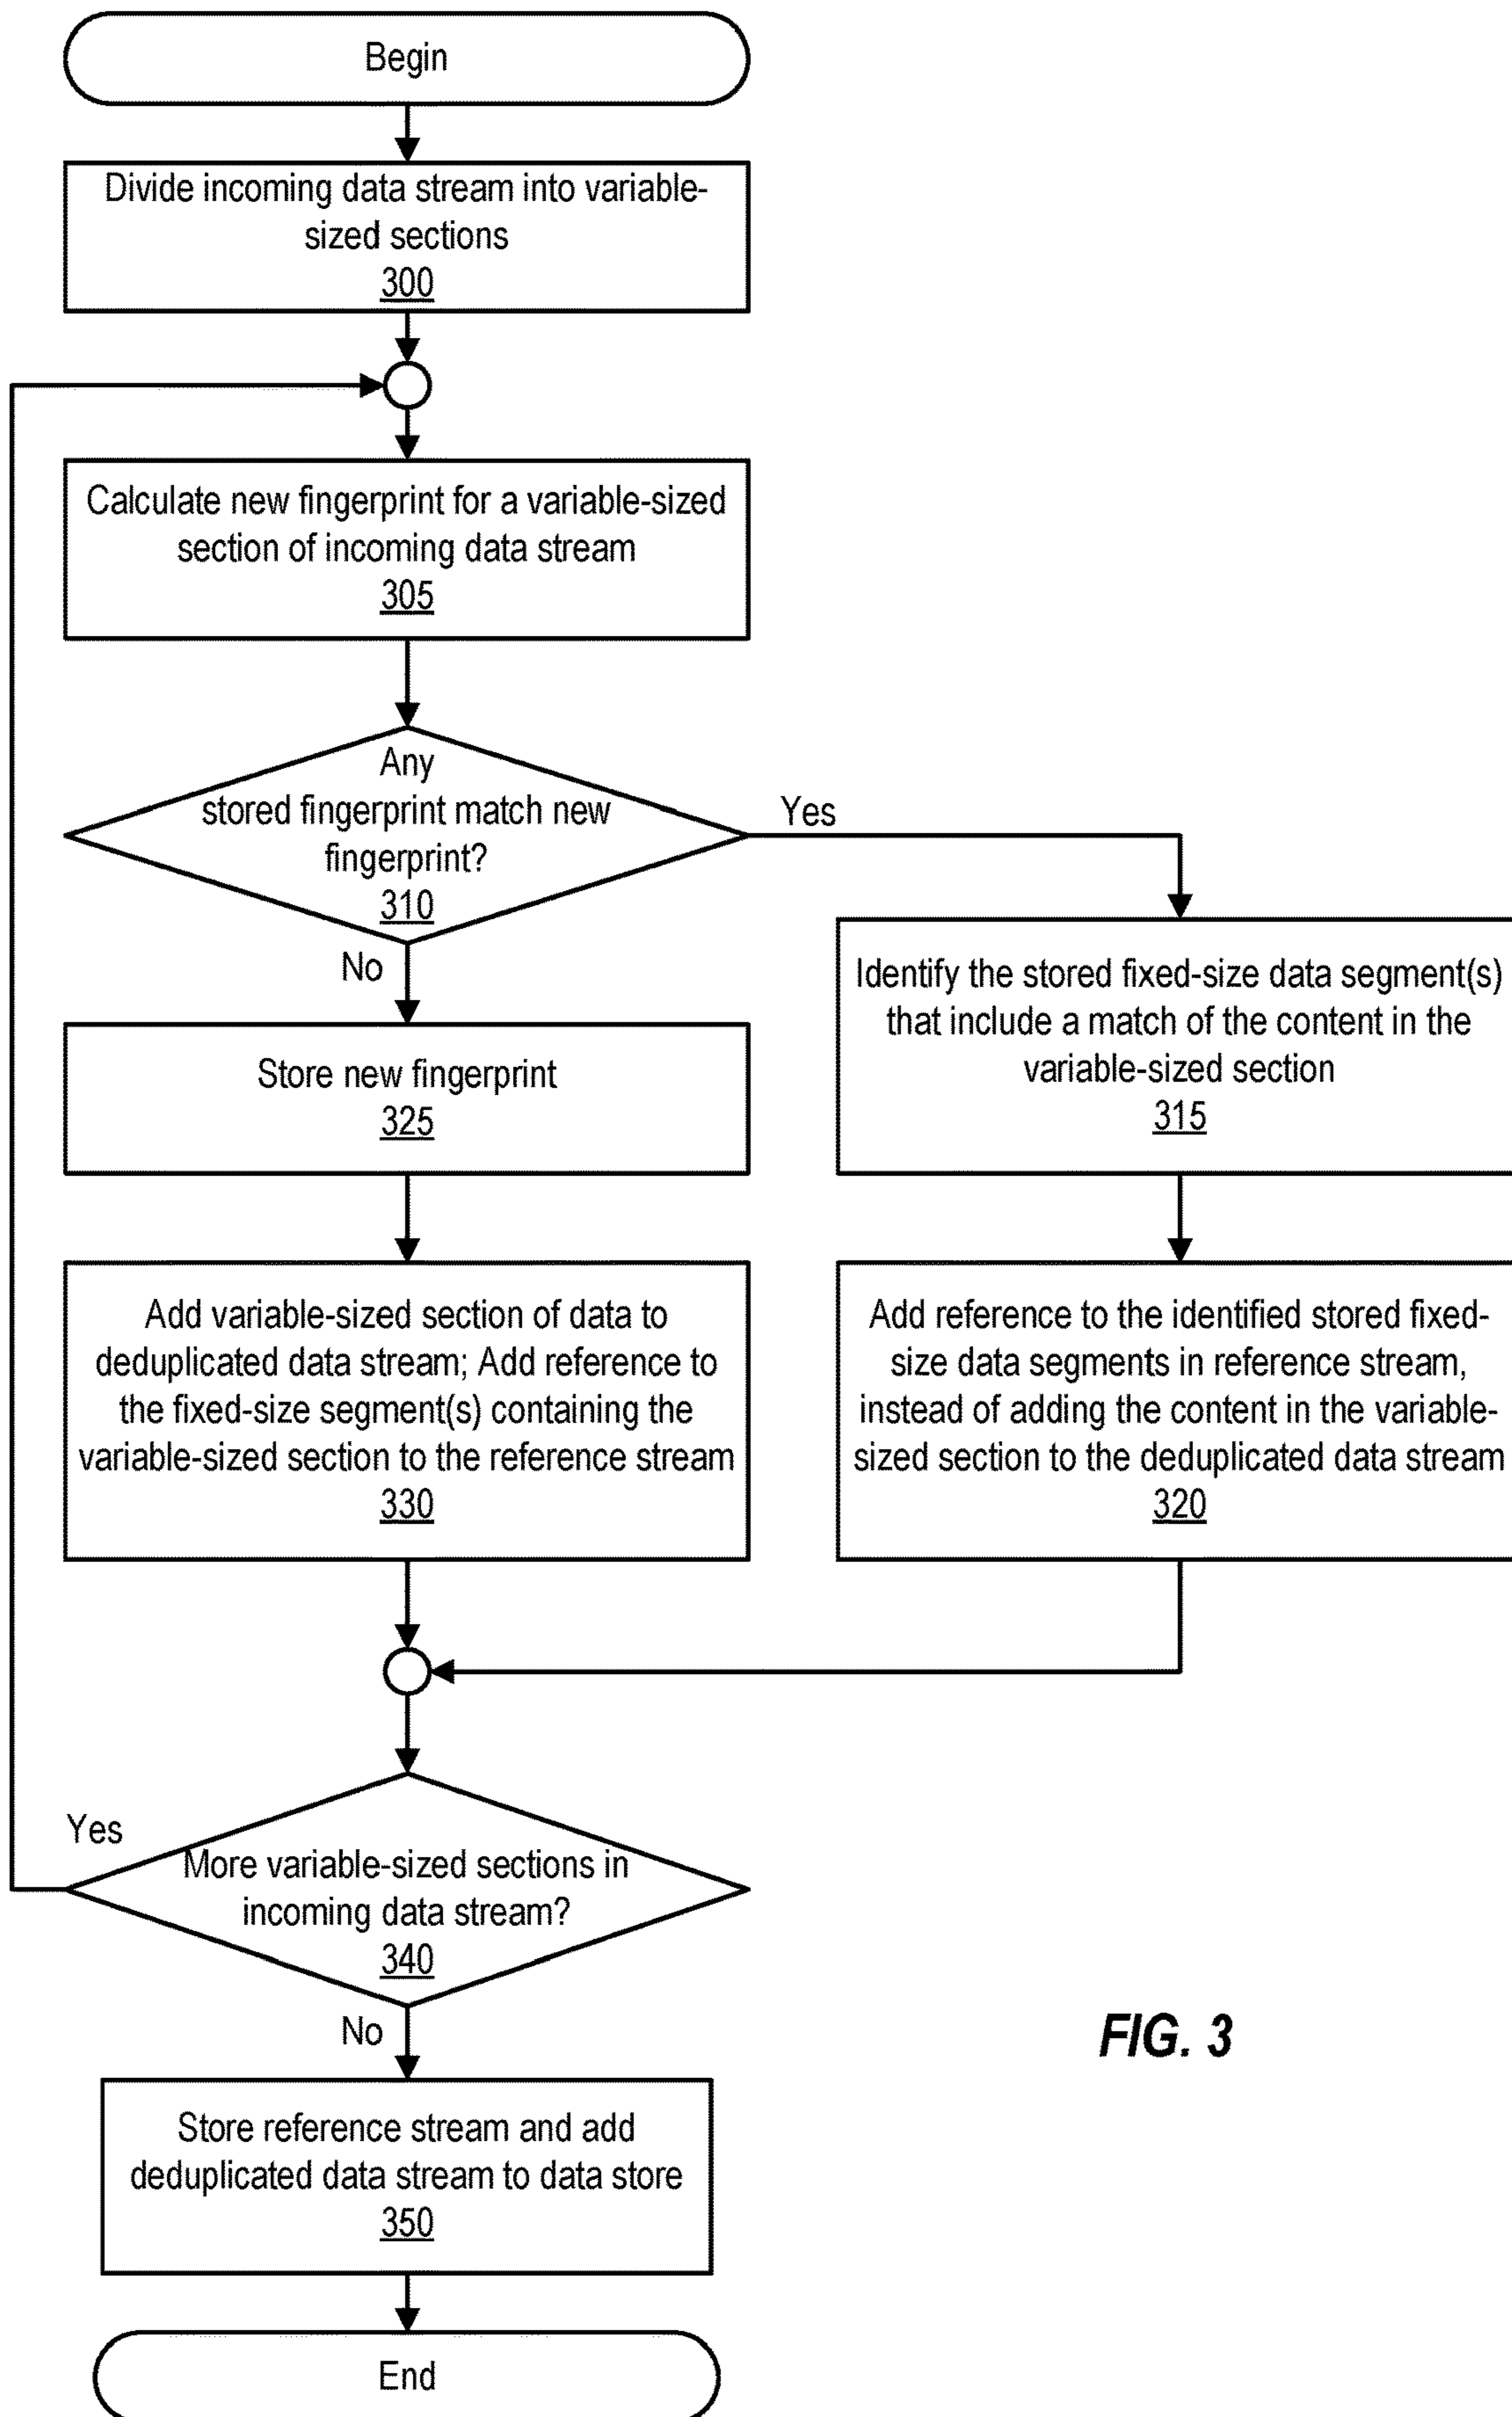 Begin
Divide incoming data stream into variable-
sized sections
300
Calculate new fingerprint for a variable-sized
section of incoming data stream
305
Any
stored fingerprint match new
fingerprint?
310
Yes
No
Identify the stored fixed-size data segment(s)
that include a match of the content in the
variable-sized section
315
Store new fingerprint
325
Add variable-sized section of data to
deduplicated data stream; Add reference to
the fixed-size segment(s) containing the
variable-sized section to the reference stream
330
Add reference to the identified stored fixed-
size data segments in reference stream,
instead of adding the content in the variable-
sized section to the deduplicated data stream
320
Yes
More variable-sized sections in
incoming data stream?
340
No
FIG. 3
Store reference stream and add
deduplicated data stream to data store
350
End